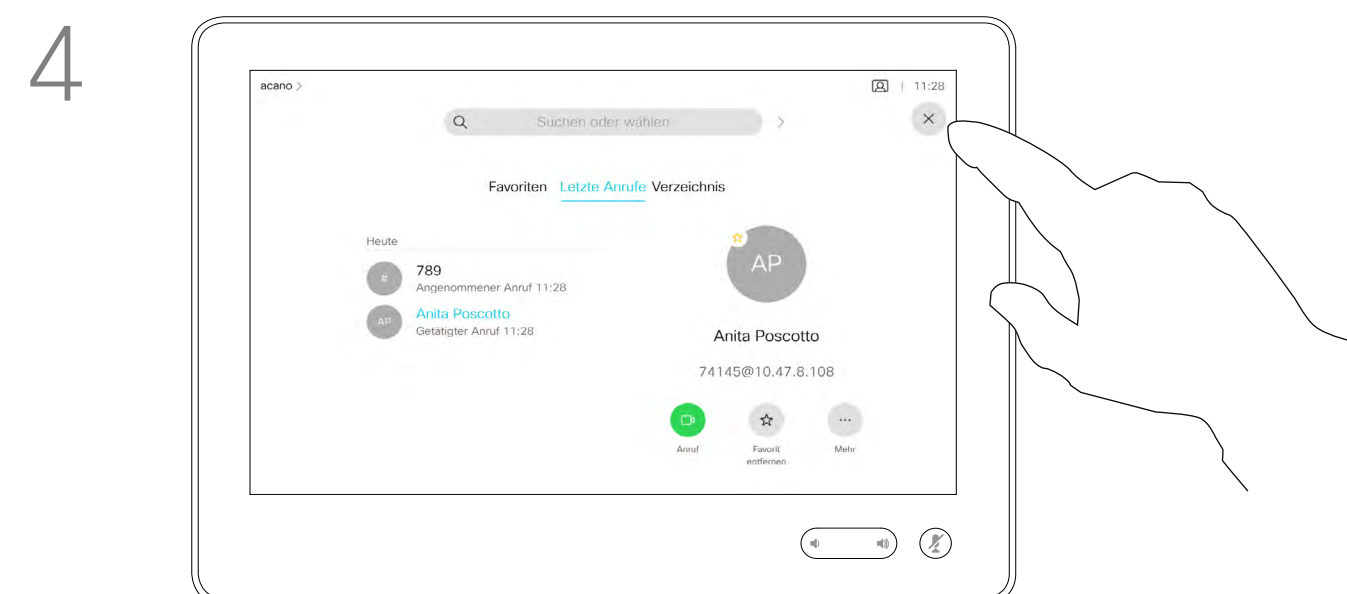 4
acano >
11:28
Suchen oder wählen
Favoriten Letzte Anrufe Verzeichnis
Heute
#
789
Angenommener Anruf 11:28
AP
Anita Poscotto
Getätigter Anruf 11:28
AP
Anita Poscotto
74145@10.47.8.108
Anruf
Favorit
entfernen
Mehr